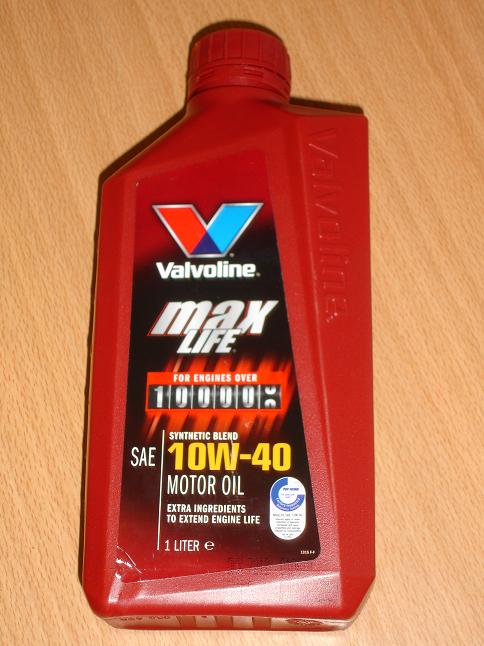 Valvoline
Valvoline
max
LIFE
FOR ENGINES OVER
10000
SYNTHETIC BLEND
SAE 10W-40
MOTOR OIL
EXTRA INGREDIENTS
TO EXTEND ENGINE LIFE
1 LITER e